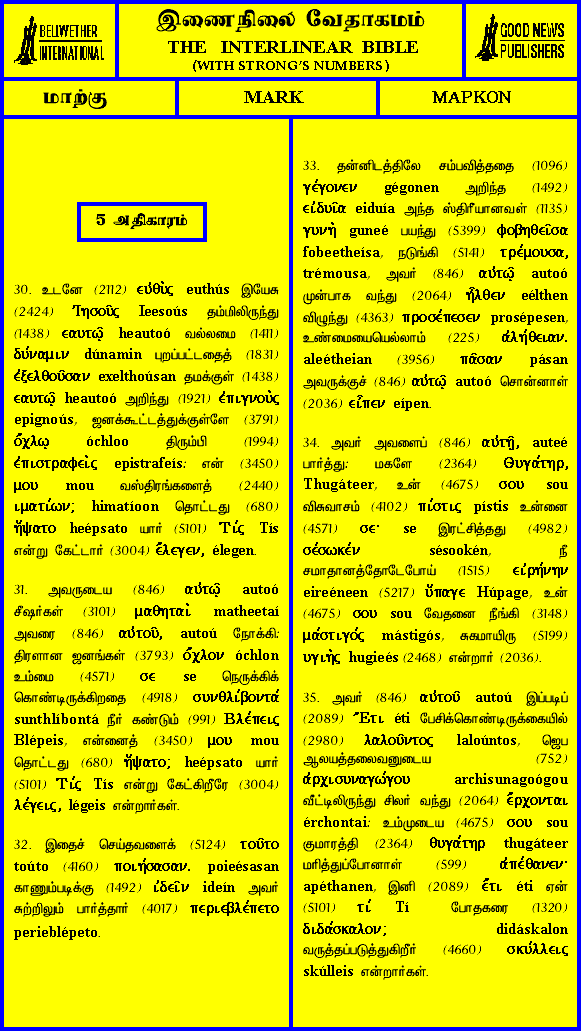 BELLWETHER
INTERNATIONAL
இணைநிலை வேதாகமம்
THE INTERLINEAR BIBLE
(WITH STRONG'S NUMBERS)
GOOD NEWS
PUBLISHERS
மாற்கு
MARK
ΜΑΡΚΟΝ
5 அதிகாரம்
30. உடனே (2112) εὐθὺς euthús இயேசு
(2424) Ἰησοῦς Ieesoús தம்மிலிருந்து
(1438) εαυτῷ heautoó வல்லமை (1411)
δύναμιν dúnamin புறப்பட்டதைத் (1831)
ἐξελθοῦσαν exelthoúsan தமக்குள் (1438)
εαυτῷ heautoó அறிந்து (1921) ἐπιγνοὺς
epignoús, ஜனக்கூட்டத்துக்குள்ளே (3791)
ὄχλῳ óchloo திரும்பி (1994)
ἐπιστραφεὶς epistrafeís: என் (3450)
μου mou வஸ்திரங்களைத் (2440)
ιματίων; himatíoon தொட்டது (680)
ἥψατο heépsato யார் (5101) Τίς Tís
என்று கேட்டார் (3004) ἔλεγεν, élegen.
31. அவருடைய (846) αὐτῷ autoó
சீஷர்கள் (3101) μαθηταὶ matheetaí
அவரை (846) αὐτοῦ, autoú நோக்கி:
திரளான ஜனங்கள் (3793) ὄχλον óchlon
உம்மை (4571) σε se நெருக்கிக்
கொண்டிருக்கிறதை (4918) συνθλίβοντά
sunthlíbontá நீர் கண்டும் (991) Βλέπεις
Blépeis, என்னைத் (3450) μου mou
தொட்டது (680) ἥψατο; heépsato யார்
(5101) Τίς Tís என்று கேட்கிறீரே (3004)
λέγεις, légeis என்றார்கள்.
32. இதைச் செய்தவளைக் (5124) τοῦτο
toúto (4160) ποιήσασαν. poieésasan
காணும்படிக்கு (1492) ἰδεῖν ideín அவர்
சுற்றிலும் பார்த்தார் (4017) περιεβλέπετο
perieblépeto.
33. தன்னிடத்திலே சம்பவித்ததை (1096)
γέγονεν gégonen அறிந்த (1492)
εἰδυῖα eiduía அந்த ஸ்திரீயானவள் (1135)
γυνὴ guneé பயந்து (5399) φοβηθεῖσα
fobeetheísa, நடுங்கி (5141) τρέμουσα,
trémousa, அவர் (846) αὐτῷ autoó
முன்பாக வந்து (2064) ἦλθεν eélthen
விழுந்து (4363) προσέπεσεν prosépesen,
உண்மையையெல்லாம் (225) ἀλήθειαν.
aleétheian (3956) πᾶσαν pásan
அவருக்குச் (846) αὐτῷ autoó சொன்னாள்
(2036) εἶπεν eípen.
34. அவர் அவளைப் (846) αὐτῇ, auteé
பார்த்து: மகளே (2364) Θυγάτηρ,
Thugáteer, உன் (4675) σου sou
விசுவாசம் (4102) πίστις pístis உன்னை
(4571) σε· se இரட்சித்தது (4982)
σέσωκέν sésookén, நீ
சமாதானத்தோடேபோய் (1515) εἰρήνην
eireéneen (5217) ὕπαγε Húpage, உன்
(4675) σου sou வேதனை நீங்கி (3148)
μάστιγός mástigós, சுகமாயிரு (5199)
υγιὴς hugieés (2468) என்றார் (2036).
35. அவர் (846) αὐτοῦ autoú இப்படிப்
(2089) Ἔτι éti பேசிக்கொண்டிருக்கையில்
(2980) λαλοῦντος laloúntos, ஜெப
ஆலயத்தலைவனுடைய (752)
ἀρχισυναγώγου archisunagoógou
வீட்டிலிருந்து சிலர் வந்து (2064) ἔρχονται
érchontai: உம்முடைய (4675) σου sou
குமாரத்தி (2364) θυγάτηρ thugáteer
மரித்துப்போனாள் (599) ἀπέθανεν·
apéthanen, இனி (2089) ἔτι éti ஏன்
(5101) τί Tí போதகரை (1320)
διδάσκαλον; didáskalon
வருத்தப்படுத்துகிறீர் (4660) σκύλλεις
skúlleis என்றார்கள்.